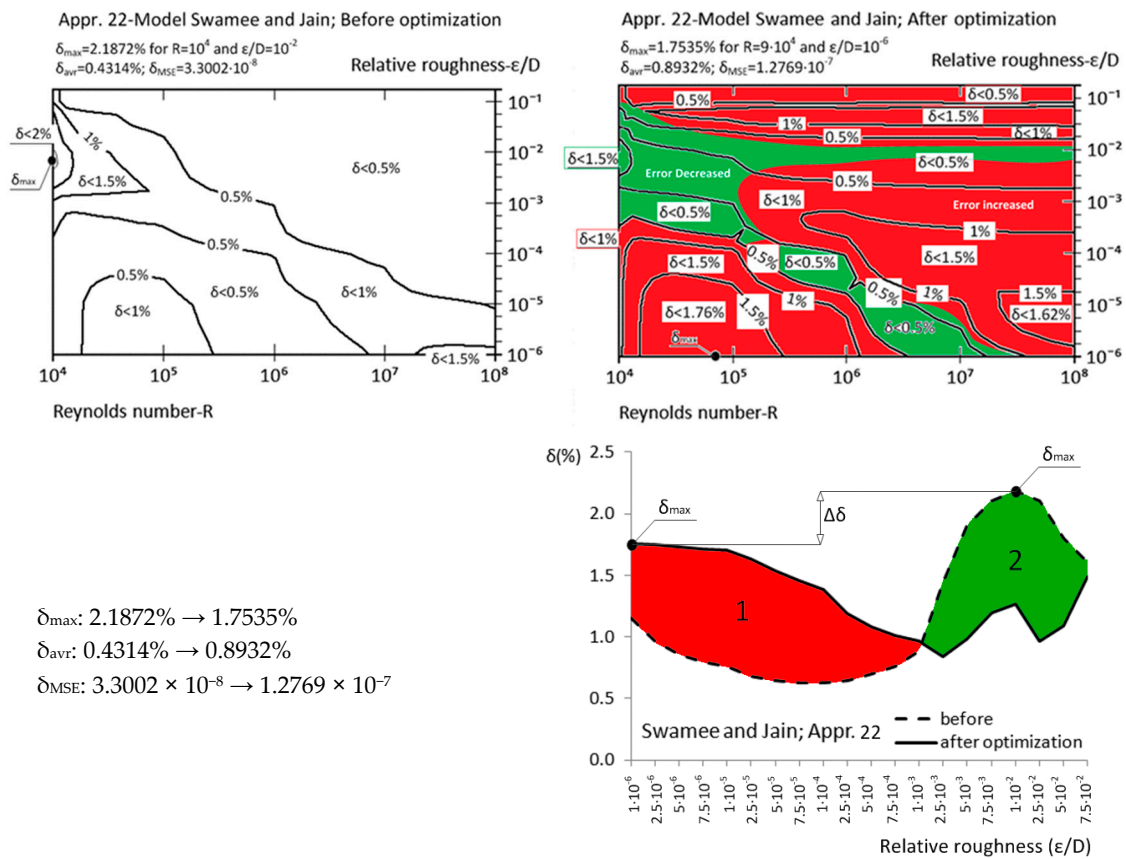 Appr. 22-Model Swamee and Jain; Before optimization
δmax=2.1872% for R=10⁴ and ε/D=10⁻²
δavr=0.4314%; δMSE=3.3002·10⁻⁸
Relative roughness-ε/D
δ<2%
1%
δmax
δ<1.5%
δ<0.5%
0.5%
0.5%
0.5%
δ<0.5%
δ<1%
δ<1%
δ<1.5%
10⁻¹
10⁻²
10⁻³
10⁻⁴
10⁻⁵
10⁻⁶
10⁴ 10⁵ 10⁶ 10⁷ 10⁸
Reynolds number-R
Appr. 22-Model Swamee and Jain; After optimization
δmax=1.7535% for R=9·10⁴ and ε/D=10⁻⁶
δavr=0.8932%; δMSE=1.2769·10⁻⁷
Relative roughness-ε/D
0.5%
δ<0.5%
δ<1.5%
1%
δ<1%
0.5%
δ<1.5%
δ<0.5%
Error Decreased
0.5%
δ<1%
Error increased
δ<0.5%
1%
δ<1%
δ<1.5%
0.5%
δ<0.5%
δ<1.5%
0.5%
1%
1.5%
1%
δ<1.76%
1.5%
δ<1.62%
δ<0.5%
δmax
10⁻¹
10⁻²
10⁻³
10⁻⁴
10⁻⁵
10⁻⁶
10⁴ 10⁵ 10⁶ 10⁷ 10⁸
Reynolds number-R
δmax: 2.1872% → 1.7535%
δavr: 0.4314% → 0.8932%
δMSE: 3.3002 × 10⁻⁸ → 1.2769 × 10⁻⁷
δ(%)
2.5
2.0
1.5
1.0
0.5
0.0
δmax
Δδ
δmax
1
2
before
after optimization
Swamee and Jain; Appr. 22
1·10⁻⁶
2.5·10⁻⁶
5·10⁻⁶
7.5·10⁻⁶
1·10⁻⁵
2.5·10⁻⁵
5·10⁻⁵
7.5·10⁻⁵
1·10⁻⁴
2.5·10⁻⁴
5·10⁻⁴
7.5·10⁻⁴
1·10⁻³
2.5·10⁻³
5·10⁻³
7.5·10⁻³
1·10⁻²
2.5·10⁻²
5·10⁻²
7.5·10⁻²
Relative roughness (ε/D)